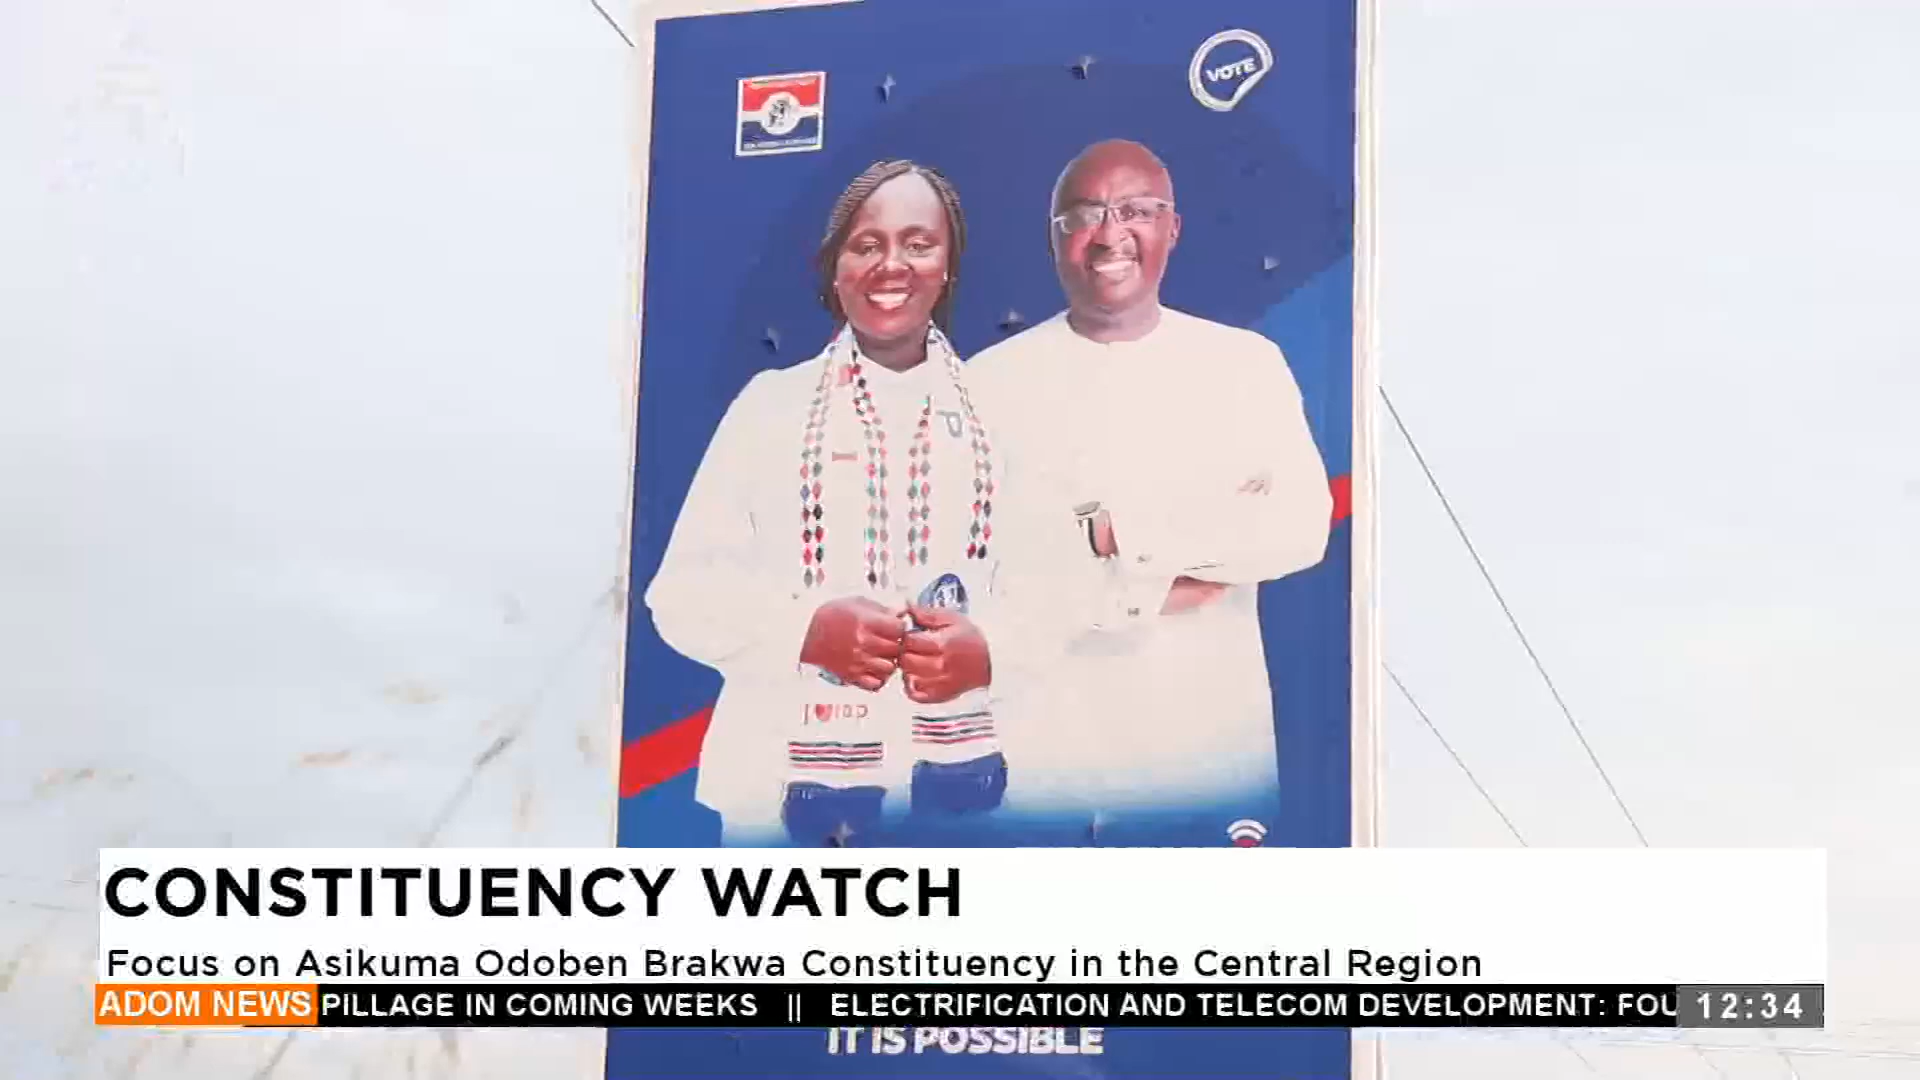 VOTE
CONSTITUENCY WATCH
Focus on Asikuma Odoben Brakwa Constituency in the Central Region
ADOM NEWS PILLAGE IN COMING WEEKS || ELECTRIFICATION AND TELECOM DEVELOPMENT: FOU 12:34
IT IS POSSIBLE